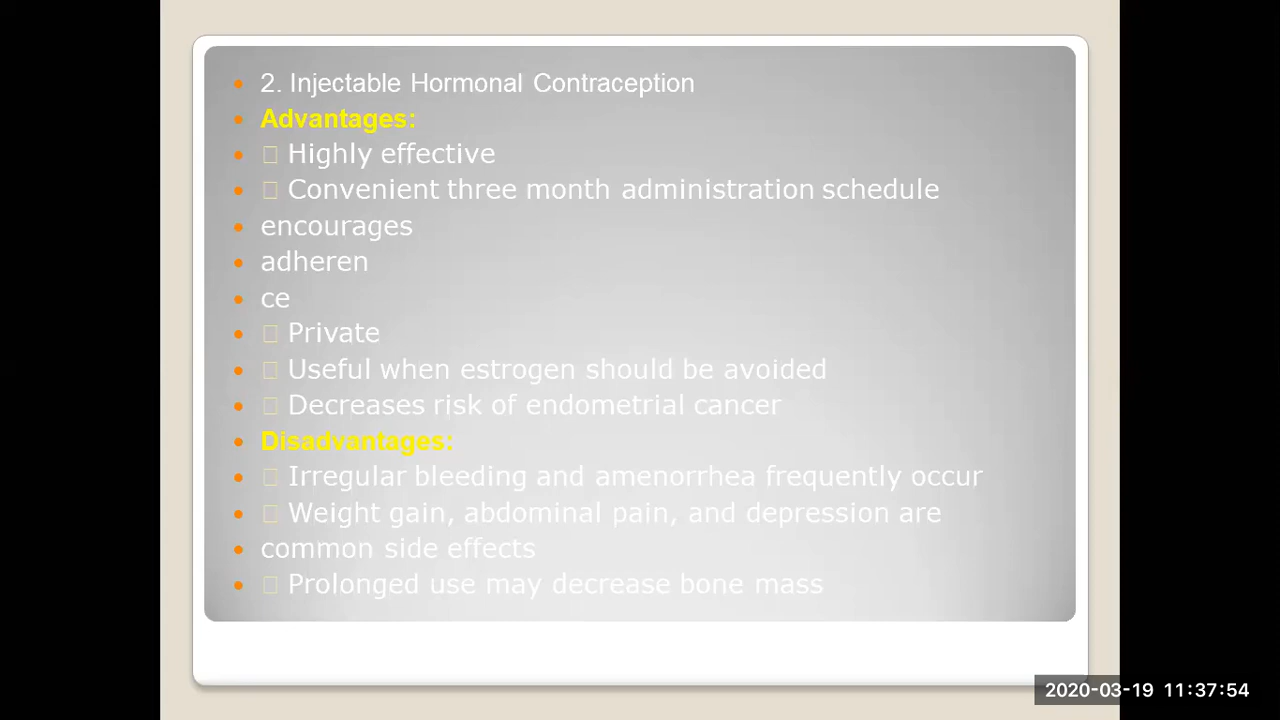 2. Injectable Hormonal Contraception
Advantages:
Highly effective
Convenient three month administration schedule
encourages
adheren
ce
Private
Useful when estrogen should be avoided
Decreases risk of endometrial cancer
Disadvantages:
Irregular bleeding and amenorrhea frequently occur
Weight gain, abdominal pain, and depression are
common side effects
Prolonged use may decrease bone mass
2020-03-19 11:37:54